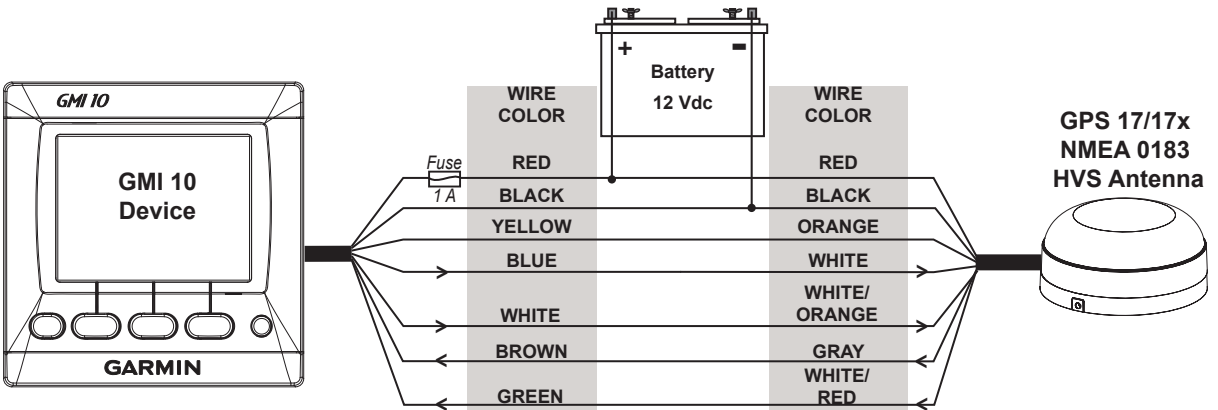 GMI 10
GMI 10
Device
GARMIN
+
-
Battery
12 Vdc
WIRE
COLOR
WIRE
COLOR
Fuse
1 A
RED
RED
BLACK
BLACK
YELLOW
ORANGE
BLUE
WHITE
WHITE
WHITE/
ORANGE
BROWN
GRAY
GREEN
WHITE/
RED
GPS 17/17x
NMEA 0183
HVS Antenna